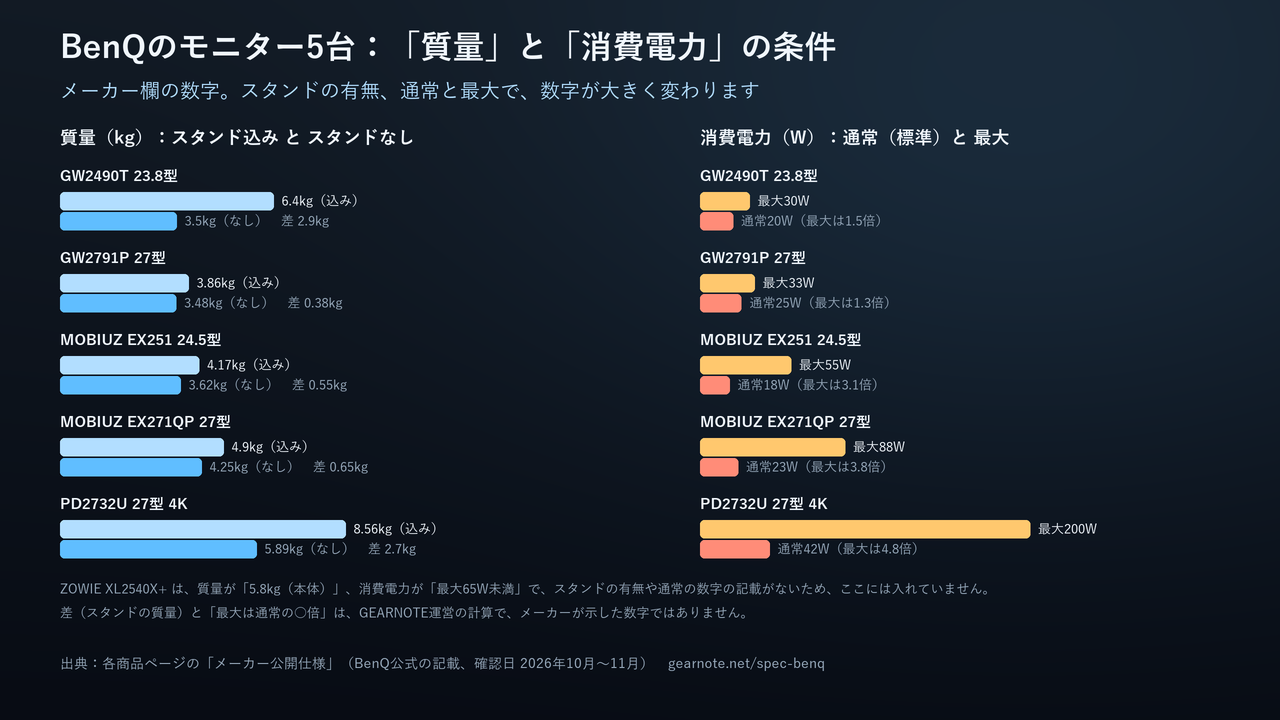 BenQのモニター5台：「質量」と「消費電力」の条件
メーカー欄の数字。スタンドの有無、通常と最大で、数字が大きく変わります
質量（kg）：スタンド込み と スタンドなし
GW2490T 23.8型
6.4kg（込み）
3.5kg（なし） 差 2.9kg
GW2791P 27型
3.86kg（込み）
3.48kg（なし） 差 0.38kg
MOBIUZ EX251 24.5型
4.17kg（込み）
3.62kg（なし） 差 0.55kg
MOBIUZ EX271QP 27型
4.9kg（込み）
4.25kg（なし） 差 0.65kg
PD2732U 27型 4K
8.56kg（込み）
5.89kg（なし） 差 2.7kg
消費電力（W）：通常（標準）と 最大
GW2490T 23.8型
最大30W
通常20W（最大は1.5倍）
GW2791P 27型
最大33W
通常25W（最大は1.3倍）
MOBIUZ EX251 24.5型
最大55W
通常18W（最大は3.1倍）
MOBIUZ EX271QP 27型
最大88W
通常23W（最大は3.8倍）
PD2732U 27型 4K
最大200W
通常42W（最大は4.8倍）
ZOWIE XL2540X+ は、質量が「5.8kg（本体）」、消費電力が「最大65W未満」で、スタンドの有無や通常の数字の記載がないため、ここには入れていません。
差（スタンドの質量）と「最大は通常の〇倍」は、GEARNOTE運営の計算で、メーカーが示した数字ではありません。
出典：各商品ページの「メーカー公開仕様」（BenQ公式の記載、確認日 2026年10月〜11月） gearnote.net/spec-benq